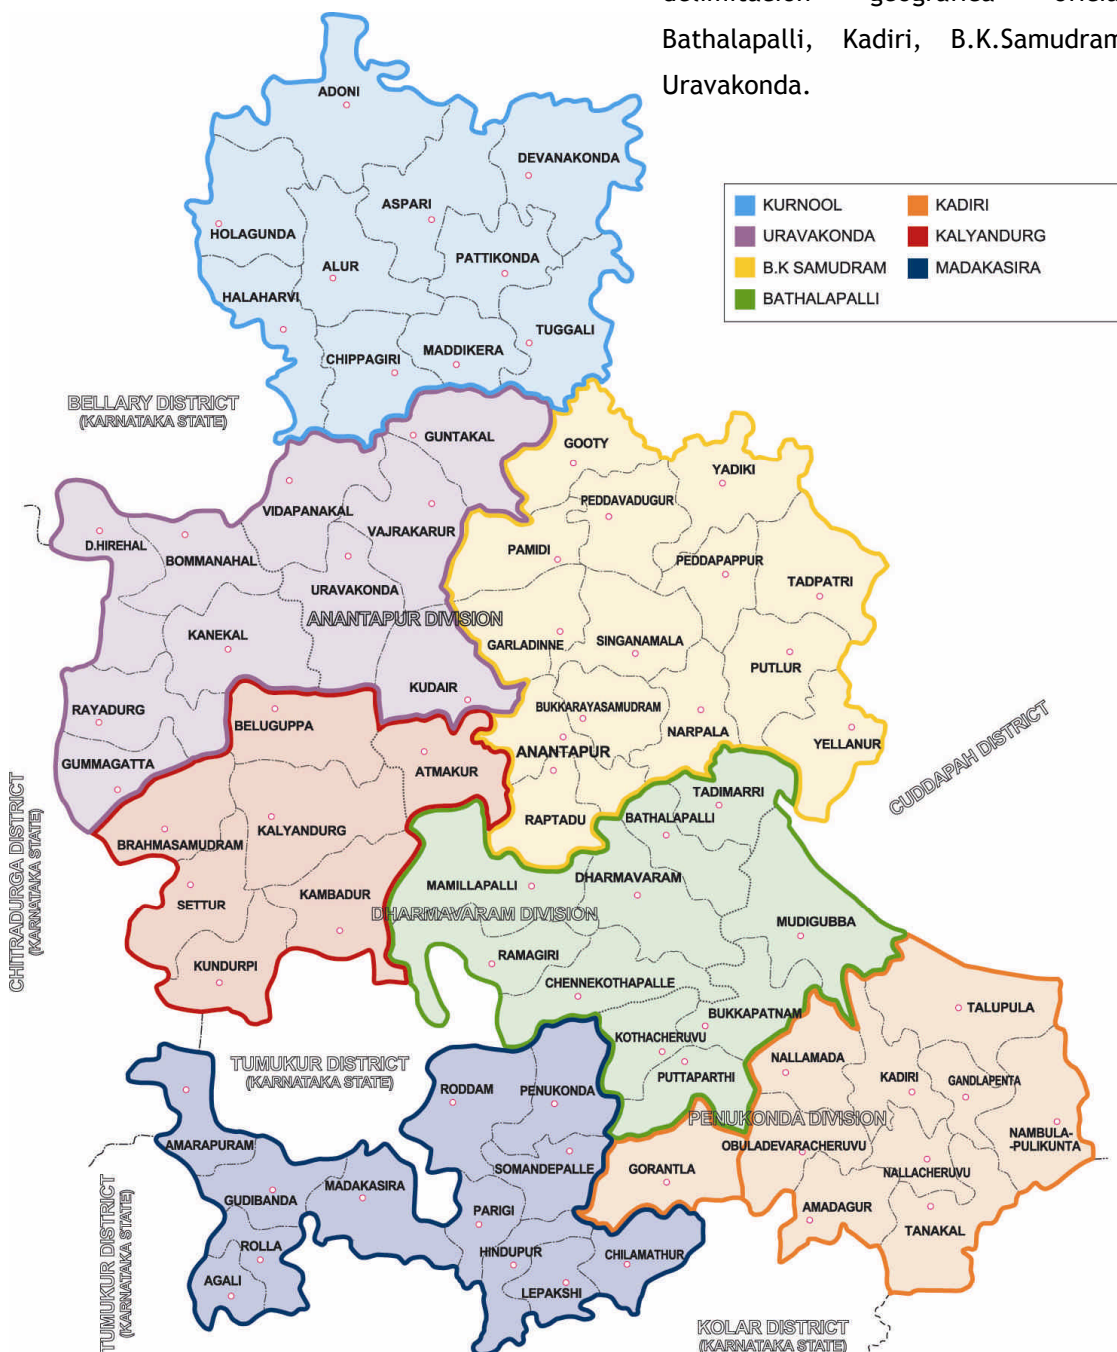 Bathalapalli, Kadiri, B.K.Samudram
Uravakonda.
KURNOOL
URAVAKONDA
B.K SAMUDRAM
BATHALAPALLI
KADIRI
KALYANDURG
MADAKASIRA
ADONI
DEVANAKONDA
ASPARI
HOLAGUNDA
PATTIKONDA
ALUR
HALAHARVI
TUGGALI
MADDIKERA
CHIPPAGIRI
BELLARY DISTRICT
(KARNATAKA STATE)
GUNTAKAL
GOOTY
YADIKI
PEDDAVADUGUR
VIDAPANAKAL
VAJRAKARUR
D.HIREHAL
BOMMANAHAL
PAMIDI
PEDDAPAPPUR
TADPATRI
URAVAKONDA
ANANTAPUR DIVISION
KANEKAL
GARLADINNE
SINGANAMALA
PUTLUR
KUDAIR
RAYADURG
BELUGUPPA
BUKKARAYASAMUDRAM
NARPALA
YELLANUR
ANANTAPUR
GUMMAGATTA
ATMAKUR
CUDDAPAH DISTRICT
TADIMARRI
RAPTADU
BATHALAPALLI
KALYANDURG
BRAHMASAMUDRAM
CHITRADURGA DISTRICT
(KARNATAKA STATE)
SETTUR
KAMBADUR
MAMILLAPALLI
DHARMAVARAM
DHARMAVARAM DIVISION
MUDIGUBBA
RAMAGIRI
KUNDURPI
CHENNEKOTHAPALLE
BUKKAPATNAM
TALUPULA
KOTHACHERUVU
TUMUKUR DISTRICT
(KARNATAKA STATE)
NALLAMADA
PUTTAPARTHI
KADIRI
GANDLAPENTA
RODDAM
PENUKONDA
PENUKONDA DIVISION
NAMBULA-
PULIKUNTA
AMARAPURAM
OBULADEVARACHERUVU
SOMANDEPALLE
GORANTLA
NALLACHERUVU
MADAKASIRA
GUDIBANDA
PARIGI
AMADAGUR
TANAKAL
ROLLA
HINDUPUR
CHILAMATHUR
AGALI
LEPAKSHI
TUMUKUR DISTRICT
(KARNATAKA STATE)
KOLAR DISTRICT
(KARNATAKA STATE)